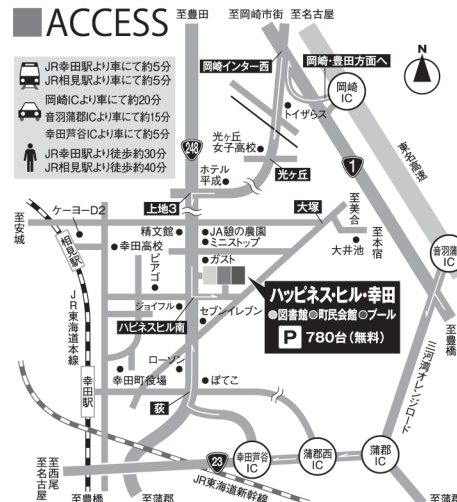 ACCESS
至豊田
至岡崎市街
至名古屋
JR幸田駅より車にて約5分
JR相見駅より車にて約5分
岡崎ICより車にて約20分
音羽蒲郡ICより車にて約15分
幸田芦谷ICより車にて約5分
JR幸田駅より徒歩約30分
JR相見駅より徒歩約40分
岡崎インター西
岡崎・豊田方面へ
N
岡崎
IC
トイザらス
東名高速
248
光ヶ丘
女子高校
光ヶ丘
1
ホテル
平成
上地3
大塚
至美合
至本宿
ケーヨーD2
至安城
相見駅
精文館
JA憩の農園
幸田高校
ミニストップ
大井池
音羽蒲
IC
ピアゴ
ガスト
ハッピネス・ヒル・幸田
図書館 町民会館 プール
P 780台(無料)
JR東海道本線
ジョイフル
ハピネスヒル南
セブンイレブン
至豊橋
三河湾オレンジロード
ローソン
幸田駅
幸田町役場
ぽてこ
荻
23
幸田芦谷
IC
蒲郡西
IC
蒲郡
IC
至西尾
至名古屋
JR東海道新幹線
至豊橋
至蒲郡
至蒲郡